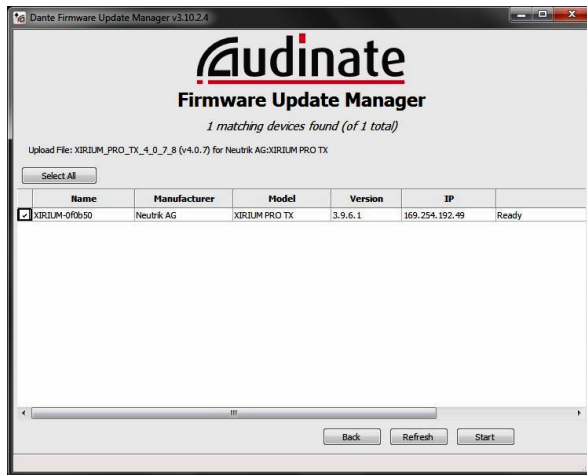 Dante Firmware Update Manager v3.10.2.4
Audinate
Firmware Update Manager
1 matching devices found (of 1 total)
Upload File: XIRIUM_PRO_TX_4_0_7_8 (v4.0.7) for Neutrik AG:XIRIUM PRO TX
Select All
Name Manufacturer Model Version IP
XIRIUM-0f0b50 Neutrik AG XIRIUM PRO TX 3.9.6.1 169.254.192.49 Ready
Back Refresh Start